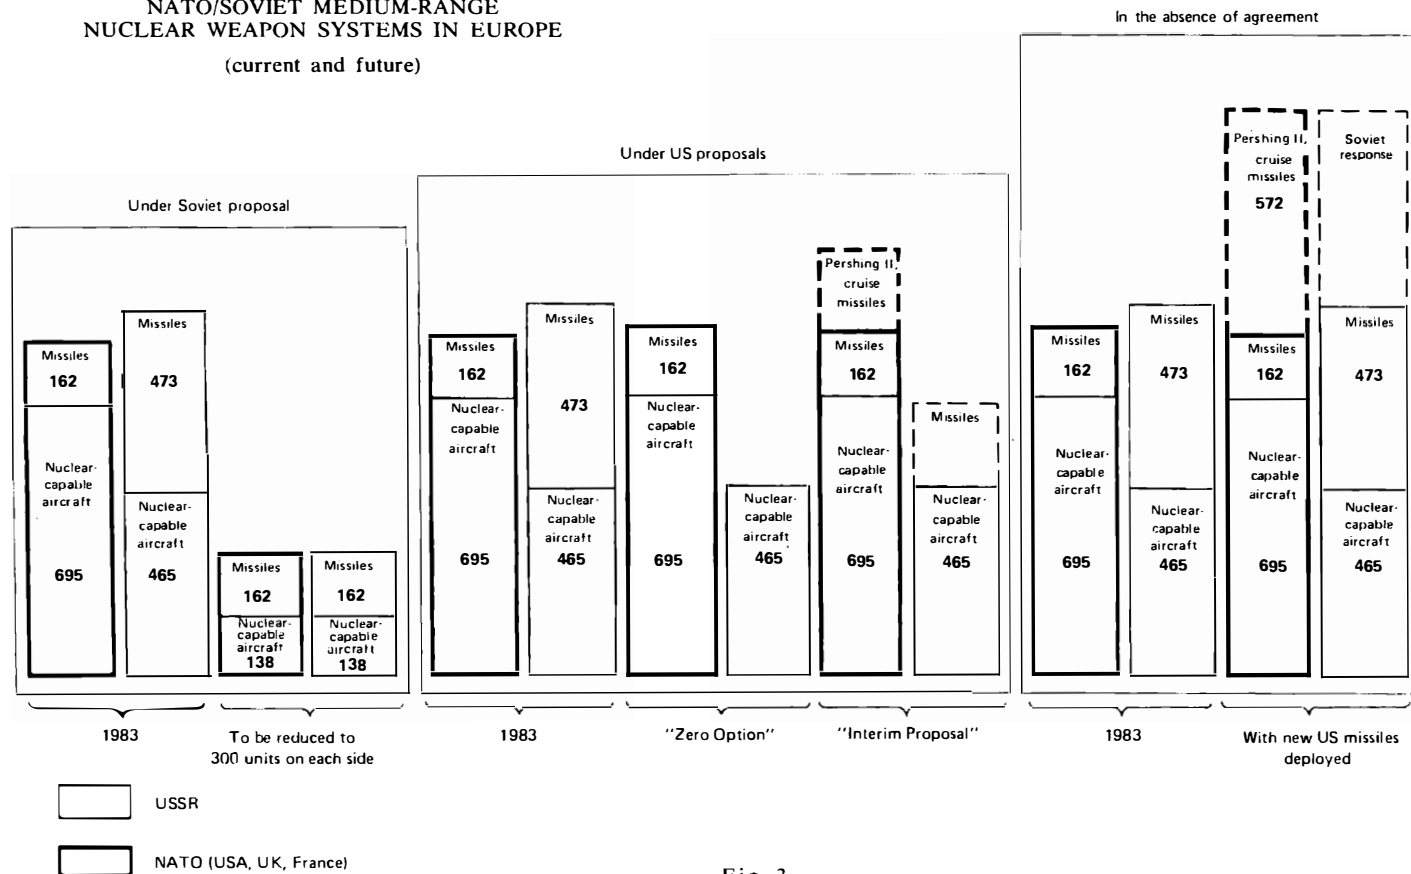 NATO/SOVIET MEDIUM-RANGE
NUCLEAR WEAPON SYSTEMS IN EUROPE
(current and future)
Under Soviet proposal
Missiles
162
Nuclear-
capable
aircraft
695
Missiles
473
Nuclear-
capable
aircraft
465
Missiles
162
Nuclear-
capable
aircraft
138
Missiles
162
Nuclear-
capable
aircraft
138
1983
To be reduced to
300 units on each side
Under US proposals
Missiles
162
Nuclear-
capable
aircraft
695
Missiles
473
Nuclear-
capable
aircraft
465
Missiles
162
Nuclear-
capable
aircraft
695
Nuclear-
capable
aircraft
465
Pershing II,
cruise
missiles
Missiles
162
Nuclear-
capable
aircraft
695
Missiles
Nuclear-
capable
aircraft
465
1983
"Zero Option"
"Interim Proposal"
In the absence of agreement
Missiles
162
Nuclear-
capable
aircraft
695
Missiles
473
Nuclear-
capable
aircraft
465
Pershing II,
cruise
missiles
572
Missiles
162
Nuclear-
capable
aircraft
695
Soviet
response
Missiles
473
Nuclear-
capable
aircraft
465
1983
With new US missiles
deployed
USSR
NATO (USA, UK, France)